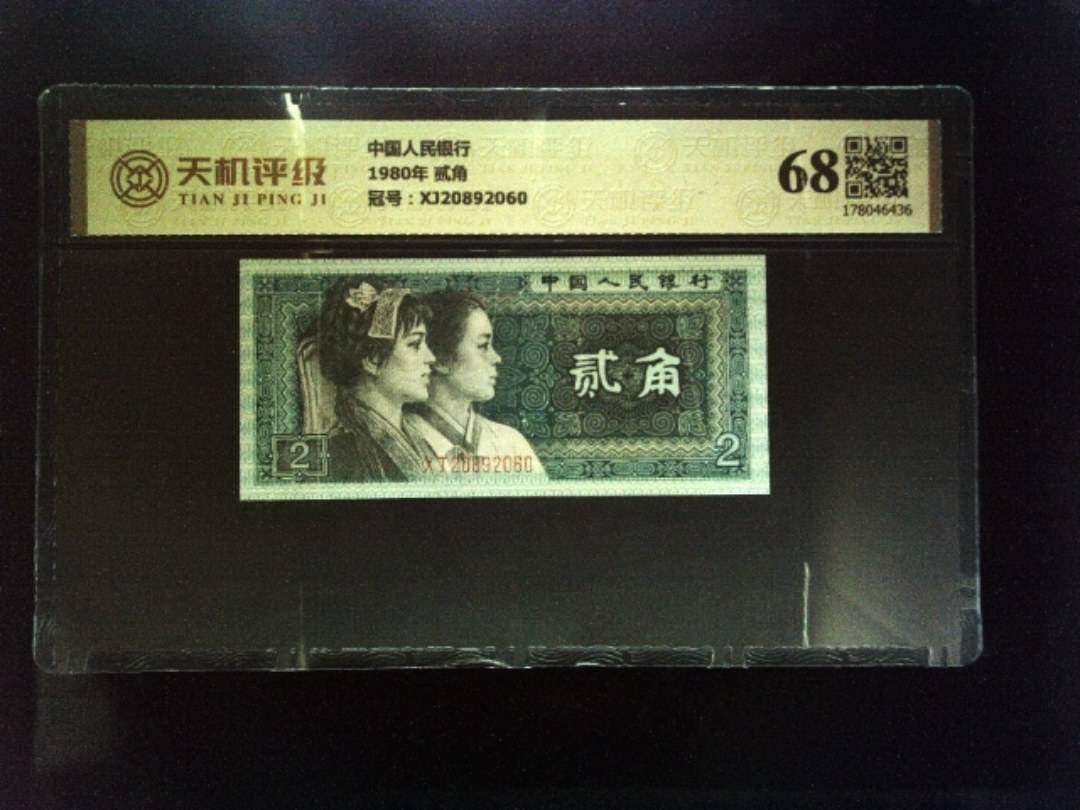 天机评级
TIAN JI PING JI
中国人民银行
1980年 贰角
冠号：XJ20892060
68
178046436
中国人民银行
贰角
2
2
XJ20892060